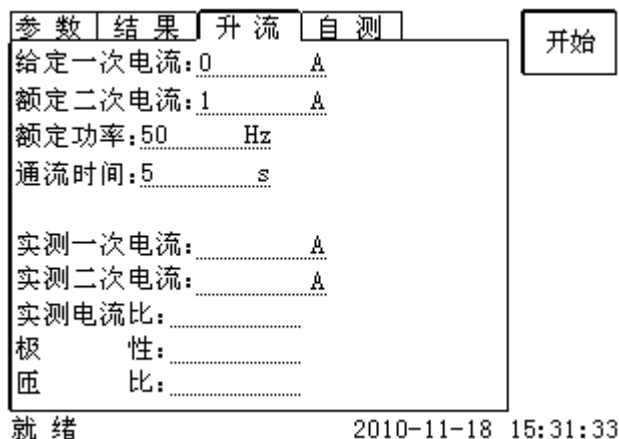 参 数 结 果 升 流 自 测
开始
给定一次电流:0 A
额定二次电流:1 A
额定功率:50 Hz
通流时间:5 s
实测一次电流: A
实测二次电流: A
实测电流比:
极 性:
匝 比:
就 绪 2010-11-18 15:31:33